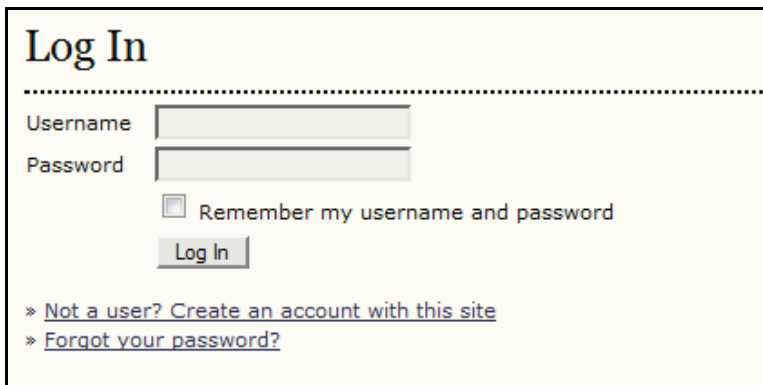 Log In
Username
Password
Remember my username and password
Log In
» Not a user? Create an account with this site
» Forgot your password?